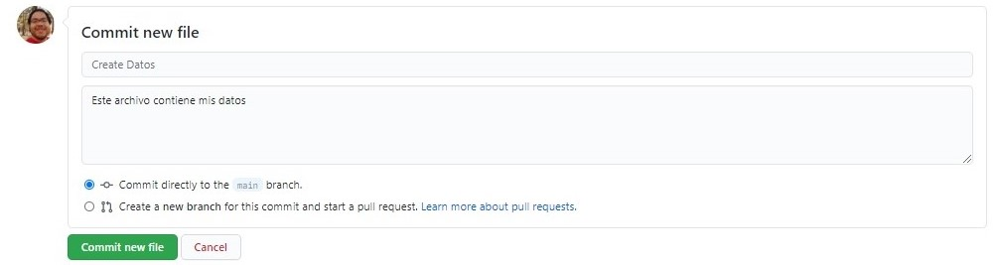 Commit new file
Create Datos
Este archivo contiene mis datos
Commit directly to the main branch.
Create a new branch for this commit and start a pull request. Learn more about pull requests.
Commit new file
Cancel